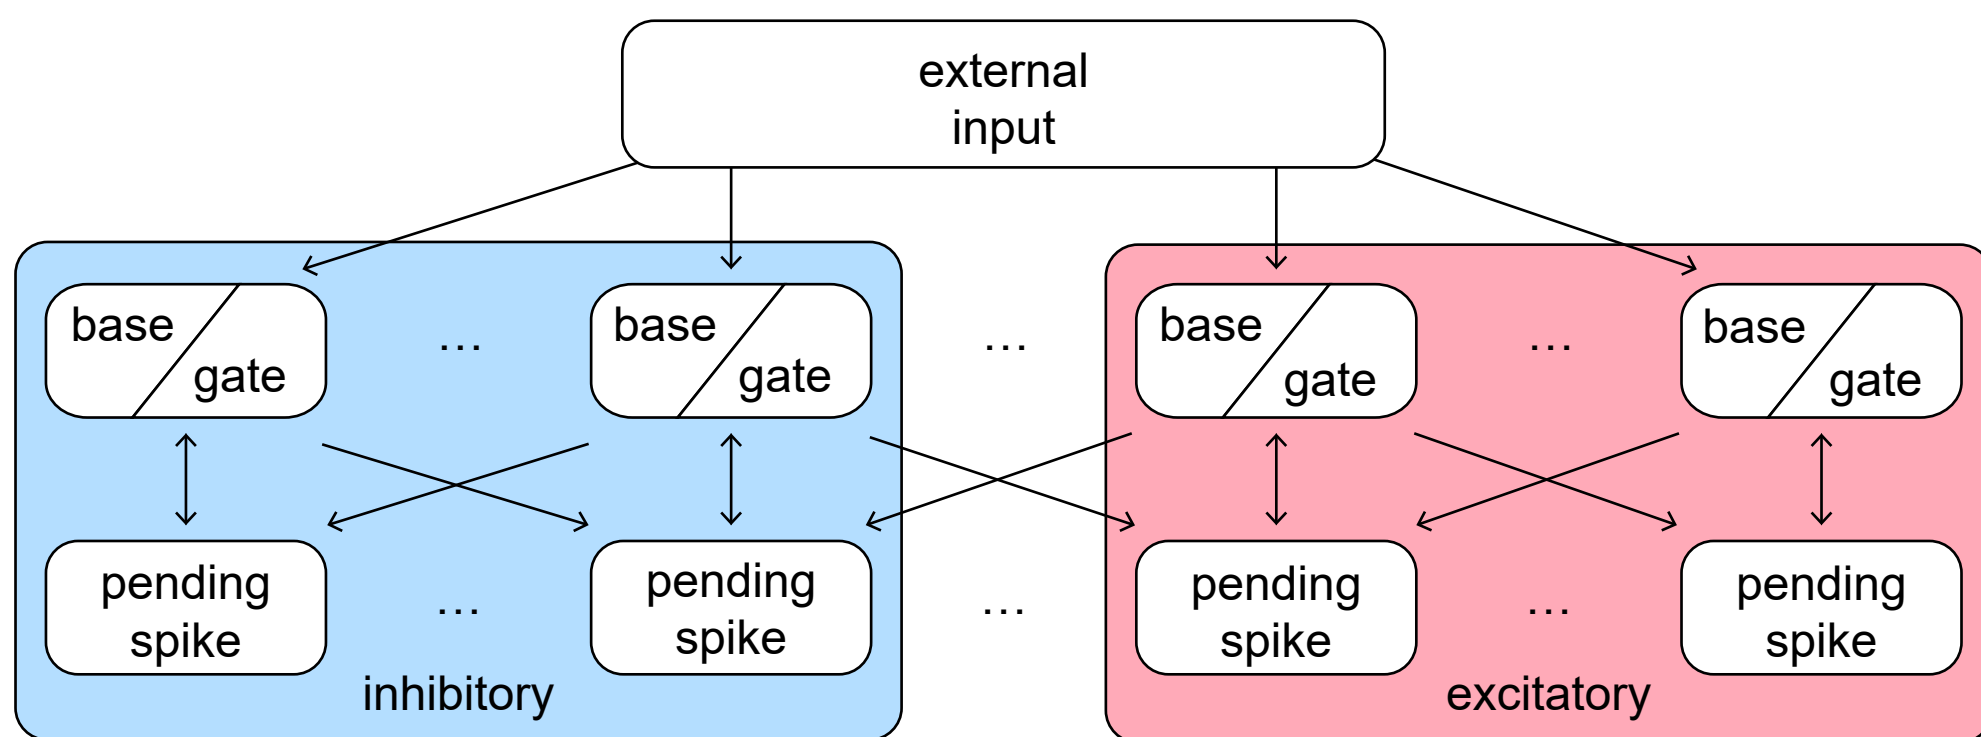 external
input
base
gate
…
base
gate
…
base
gate
…
base
gate
pending
spike
…
pending
spike
…
pending
spike
…
pending
spike
inhibitory
excitatory